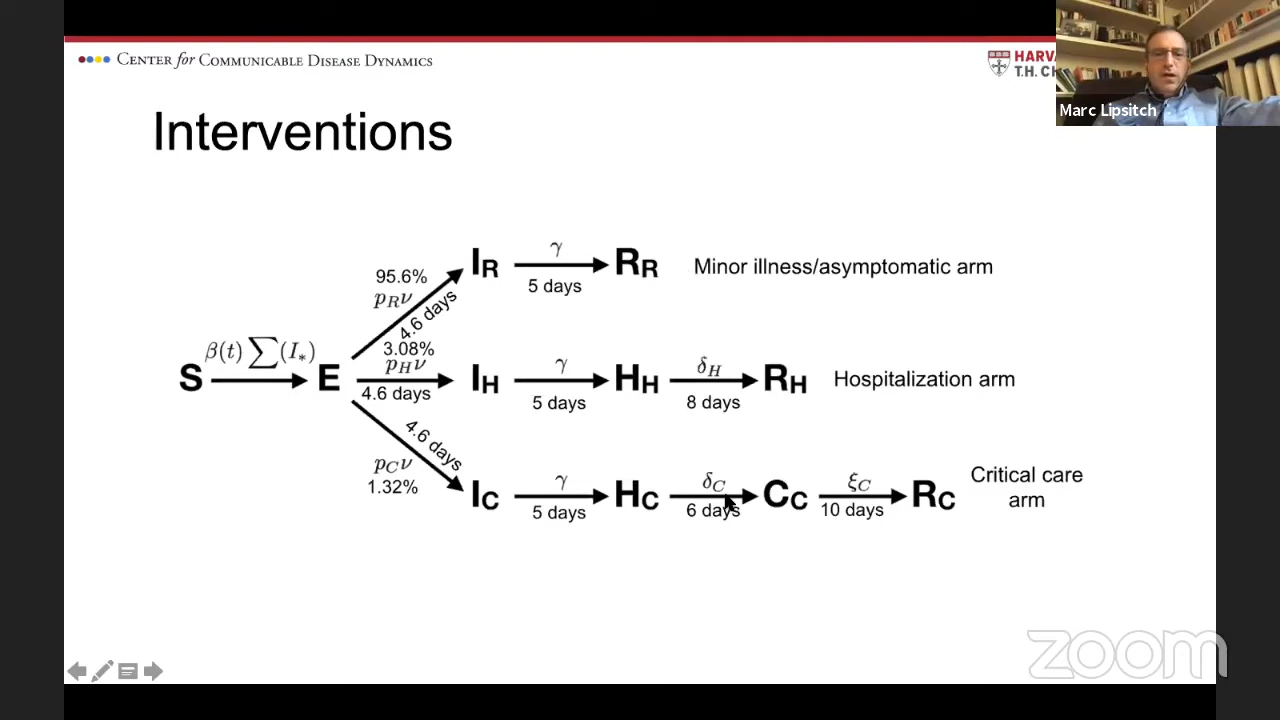 CENTER for COMMUNICABLE DISEASE DYNAMICS
HARVA
T.H. CH
Marc Lipsitch
Interventions
95.6%
p_R ν
4.6 days
I_R
γ
5 days
R_R
Minor illness/asymptomatic arm
S
β(t) ∑(I_*)
E
3.08%
p_H ν
4.6 days
I_H
γ
5 days
H_H
δ_H
8 days
R_H
Hospitalization arm
4.6 days
p_C ν
1.32%
I_C
γ
5 days
H_C
δ_C
6 days
C_C
ξ_C
10 days
R_C
Critical care
arm
zoom